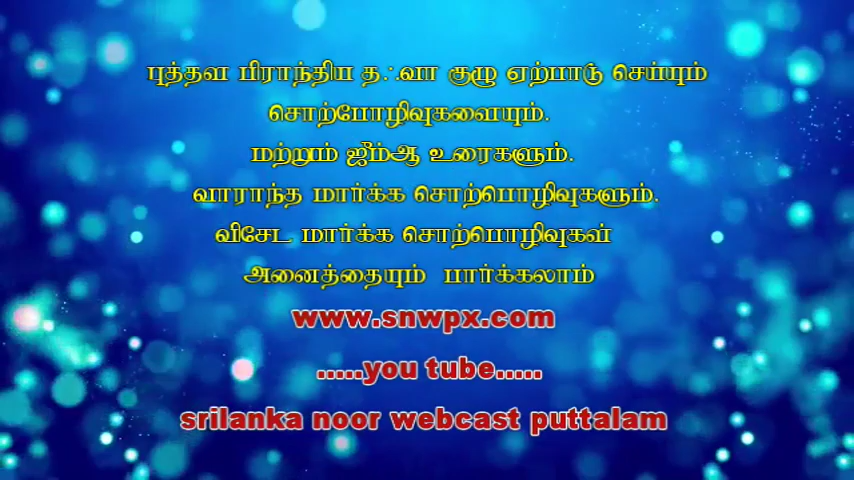 புத்தள பிராந்திய தஃவா குழு ஏற்பாடு செய்யும்
சொற்போழிவுகளையும்.
மற்றும் ஜீம்ஆ உரைகளும்.
வாராந்த மார்க்க சொற்பொழிவுகளும்.
விசேட மார்க்க சொற்பொழிவுகள்
அனைத்தையும் பார்க்கலாம்
www.snwpx.com
.....you tube.....
srilanka noor webcast puttalam